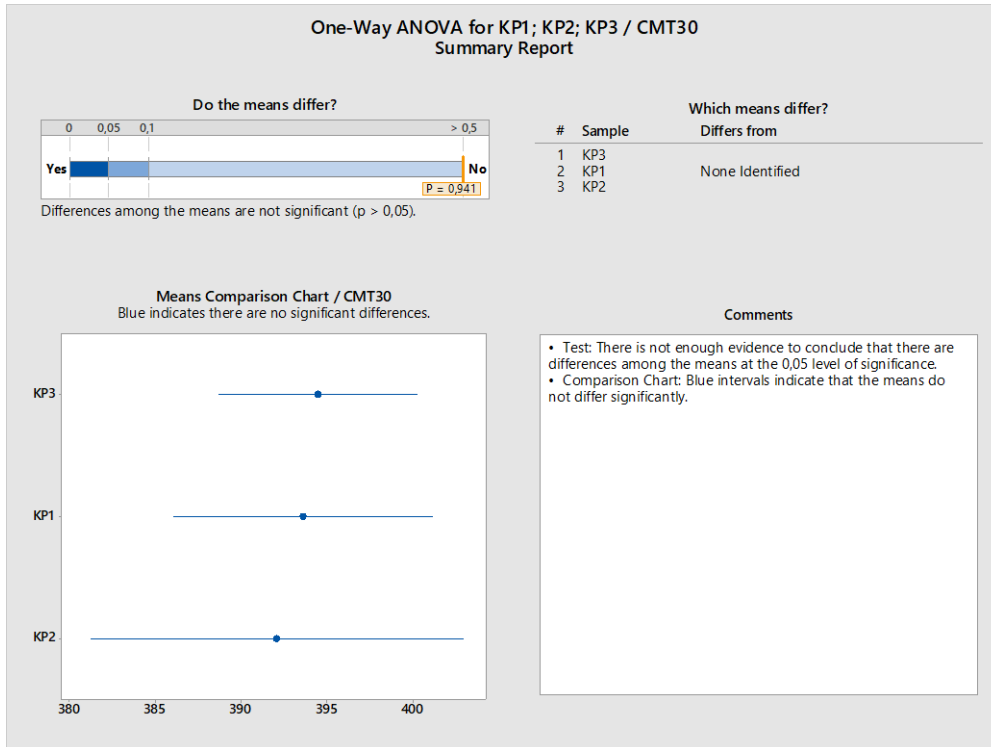 One-Way ANOVA for KP1; KP2; KP3 / CMT30
Summary Report
Do the means differ?
0 0,05 0,1 > 0,5
Yes No
P = 0,941
Differences among the means are not significant (p > 0,05).
Which means differ?
# Sample Differs from
1 KP3
2 KP1 None Identified
3 KP2
Means Comparison Chart / CMT30
Blue indicates there are no significant differences.
KP3
KP1
KP2
380 385 390 395 400
Comments
• Test: There is not enough evidence to conclude that there are
differences among the means at the 0,05 level of significance.
• Comparison Chart: Blue intervals indicate that the means do
not differ significantly.